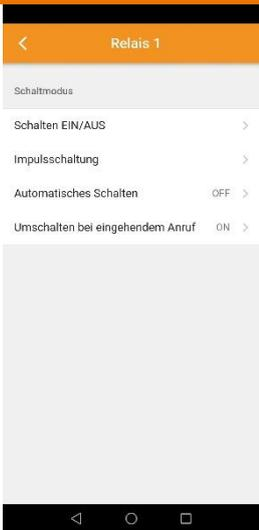 Relais 1
Schaltmodus
Schalten EIN/AUS
Impulsschaltung
Automatisches Schalten OFF
Umschalten bei eingehendem Anruf ON